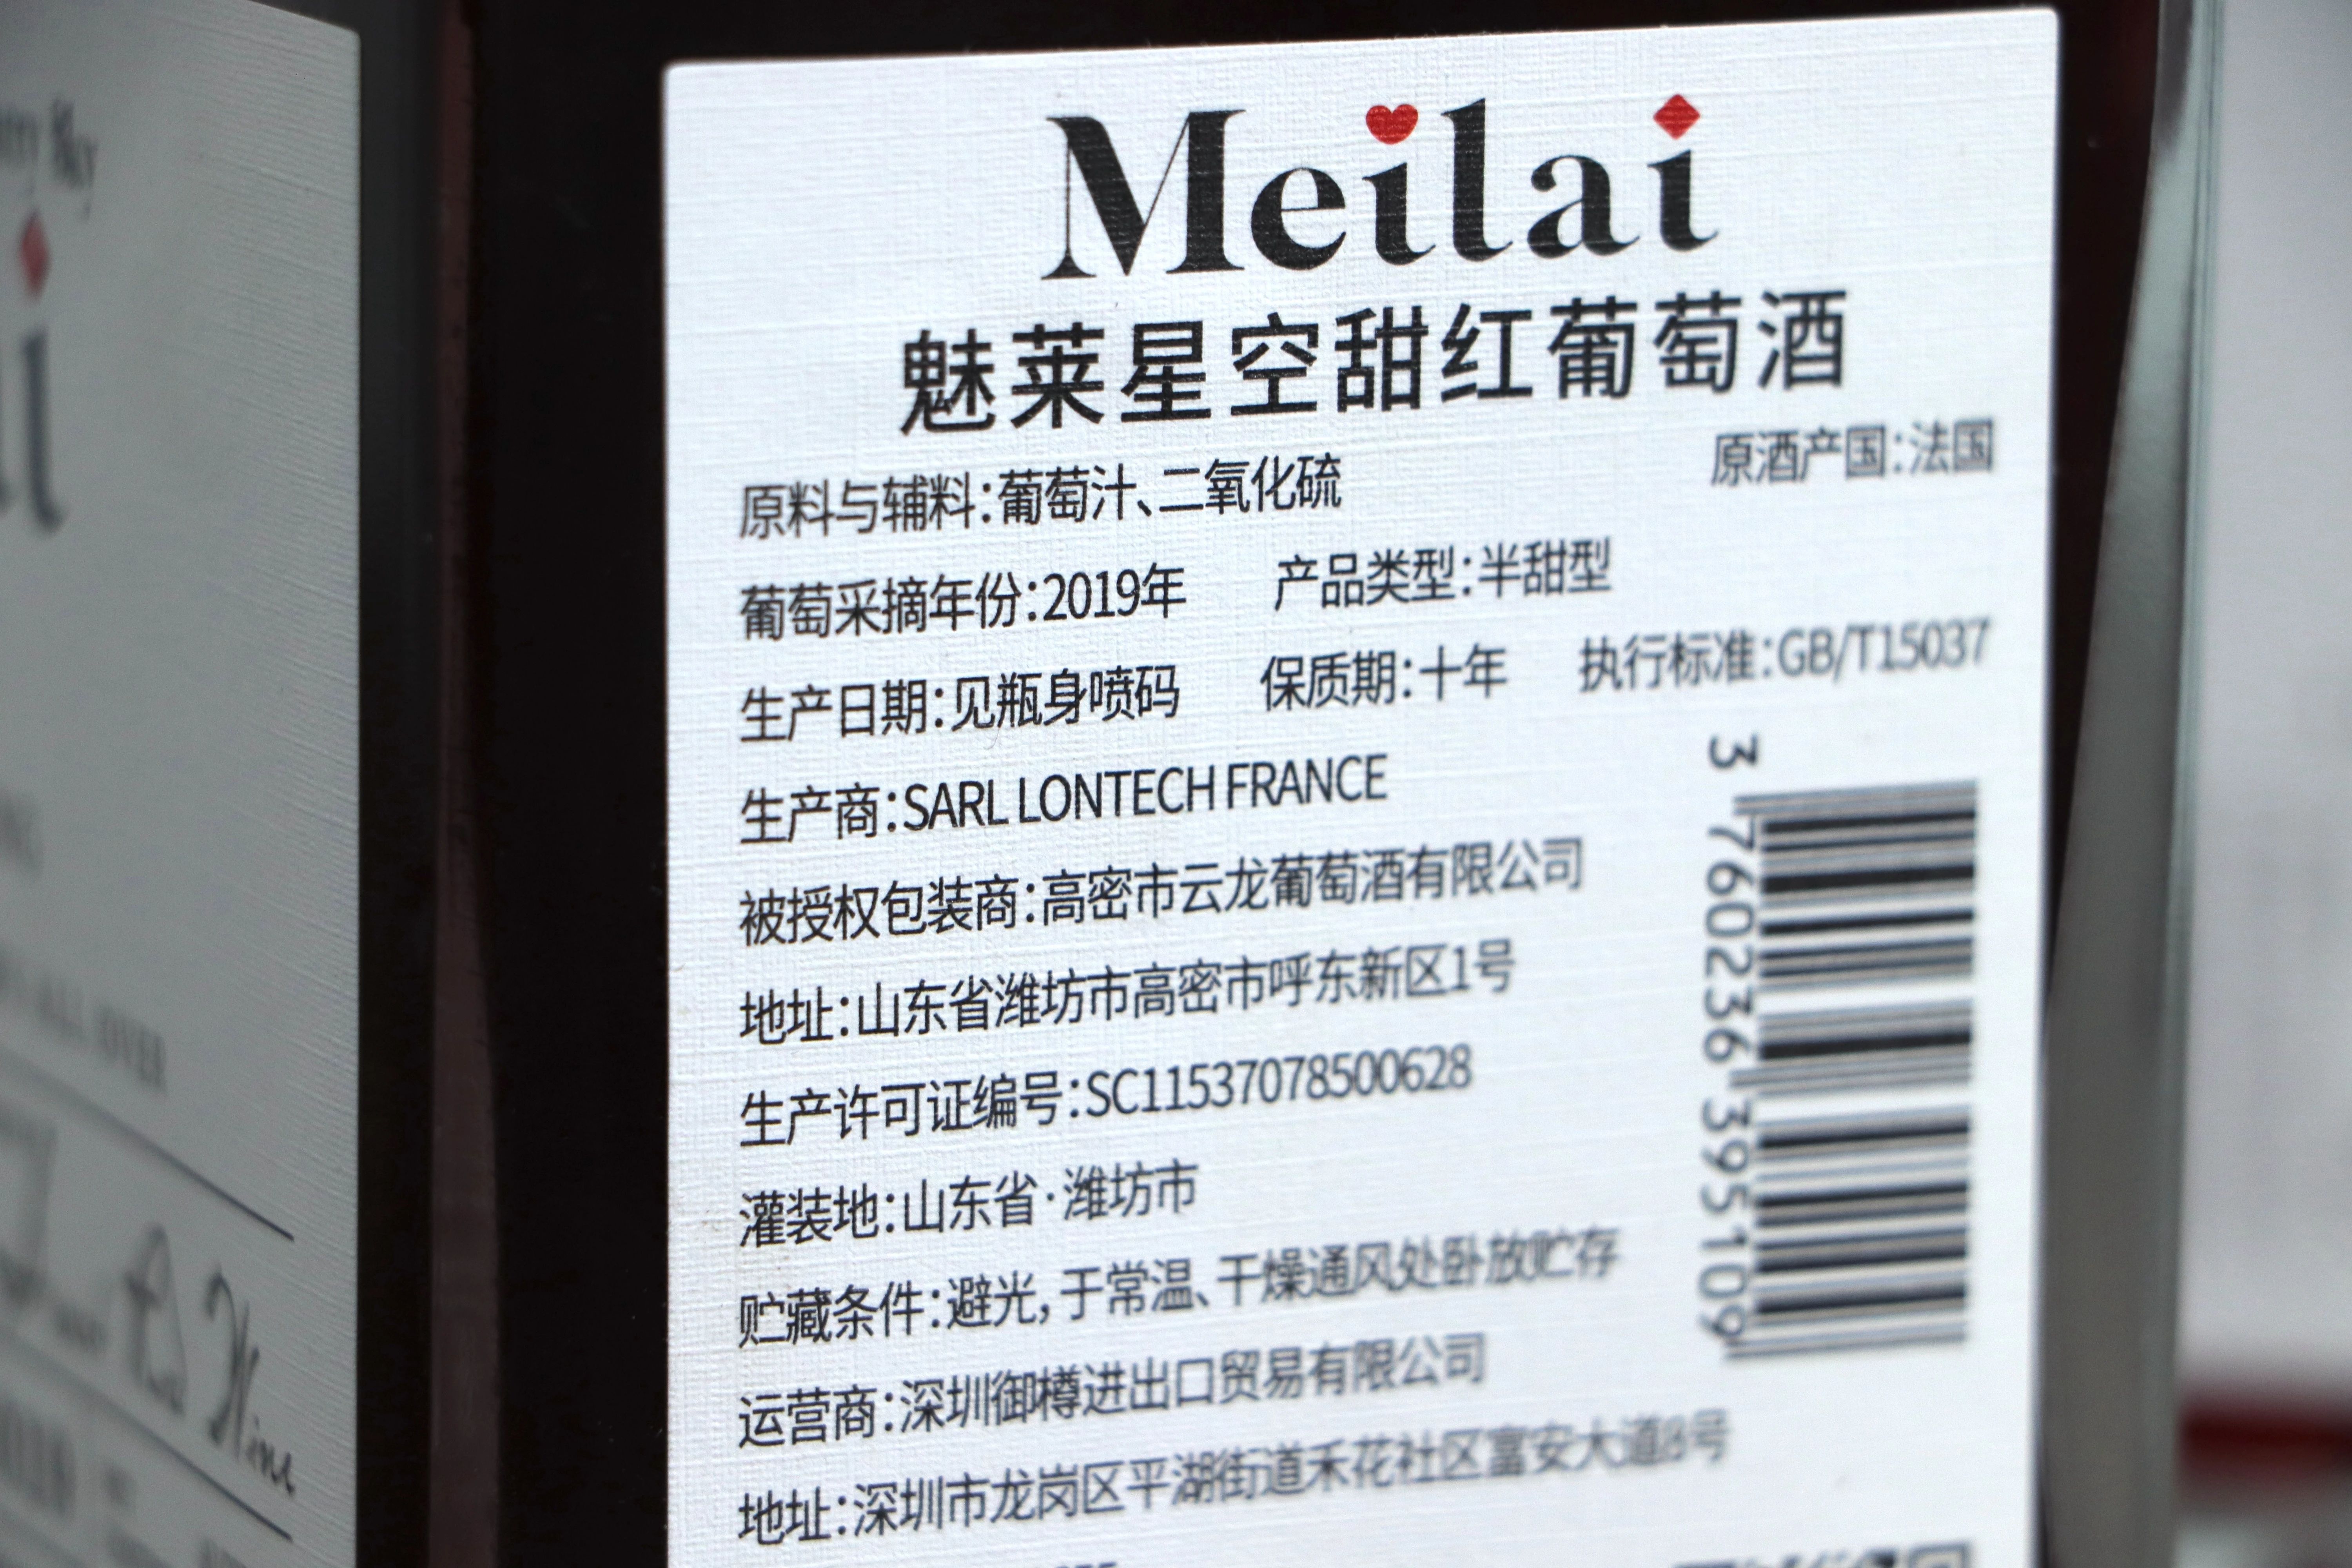 Meilai
魅莱星空甜红葡萄酒
原酒产国:法国
原料与辅料:葡萄汁、二氧化硫
葡萄采摘年份:2019年 产品类型:半甜型
生产日期:见瓶身喷码 保质期:十年 执行标准:GB/T15037
生产商:SARL LONTECH FRANCE
被授权包装商:高密市云龙葡萄酒有限公司
地址:山东省潍坊市高密市呼东新区1号
生产许可证编号:SC11537078500628
灌装地:山东省·潍坊市
贮藏条件:避光,于常温、干燥通风处卧放贮存
运营商:深圳御樽进出口贸易有限公司
地址:深圳市龙岗区平湖街道禾花社区富安大道8号
3 760236 395109
Sky
ALL OVER
Wine